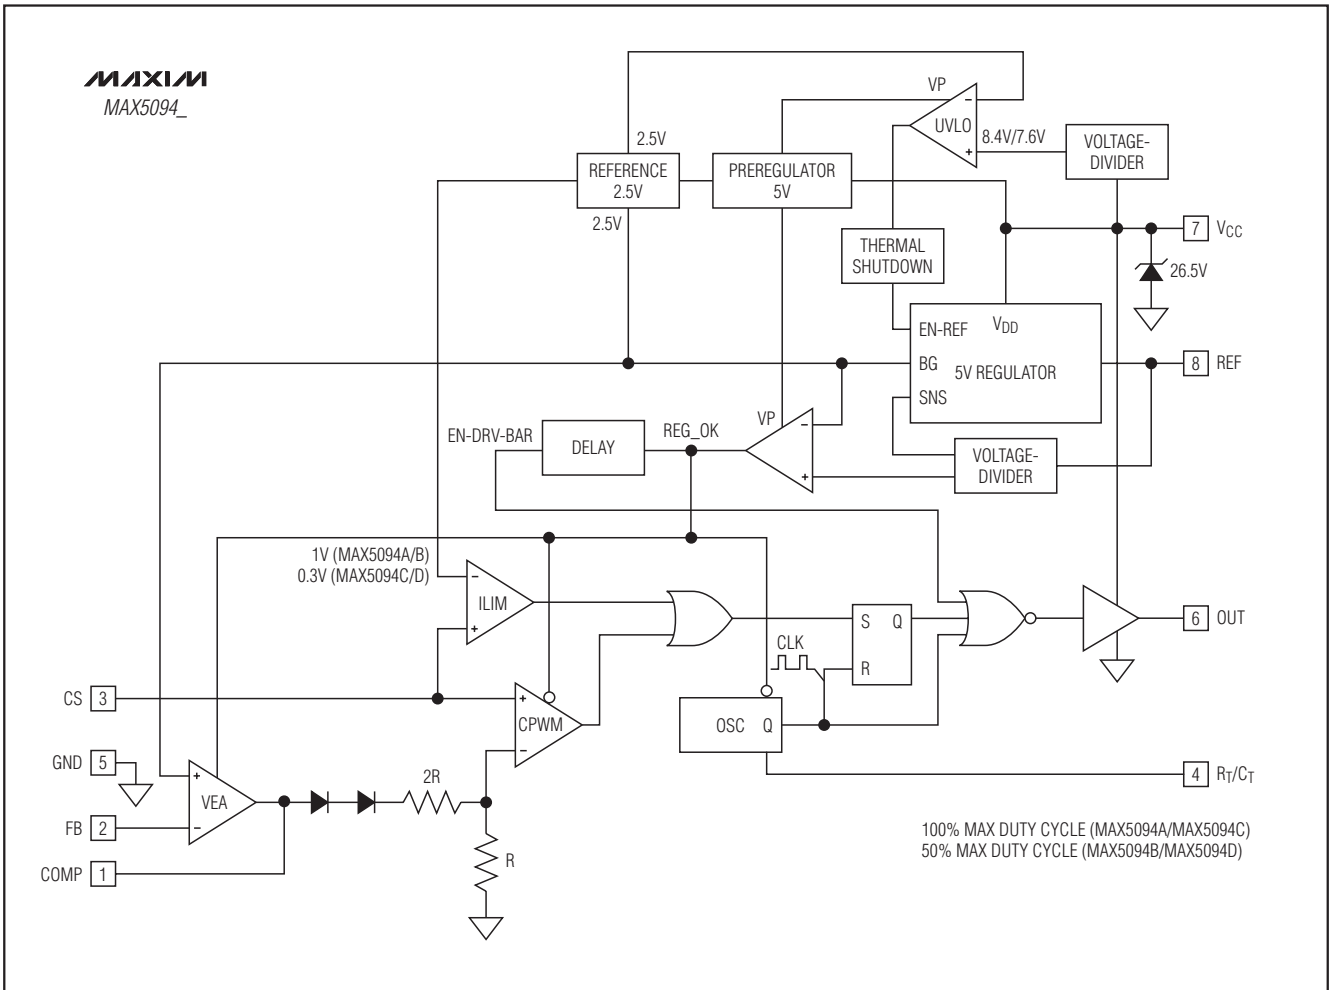 MAXIM
MAX5094_
VP
UVLO
8.4V/7.6V
VOLTAGE-
DIVIDER
2.5V
REFERENCE
2.5V
PREREGULATOR
5V
2.5V
THERMAL
SHUTDOWN
7
VCC
26.5V
EN-REF
VDD
BG
5V REGULATOR
SNS
8
REF
VP
EN-DRV-BAR
DELAY
REG_OK
VOLTAGE-
DIVIDER
-
+
-
+
1V (MAX5094A/B)
0.3V (MAX5094C/D)
-
ILIM
+
S
Q
R
CLK
6
OUT
CS
3
+
CPWM
-
OSC
Q
GND
5
+
VEA
-
2R
4
RT/CT
FB
2
COMP
1
R
100% MAX DUTY CYCLE (MAX5094A/MAX5094C)
50% MAX DUTY CYCLE (MAX5094B/MAX5094D)